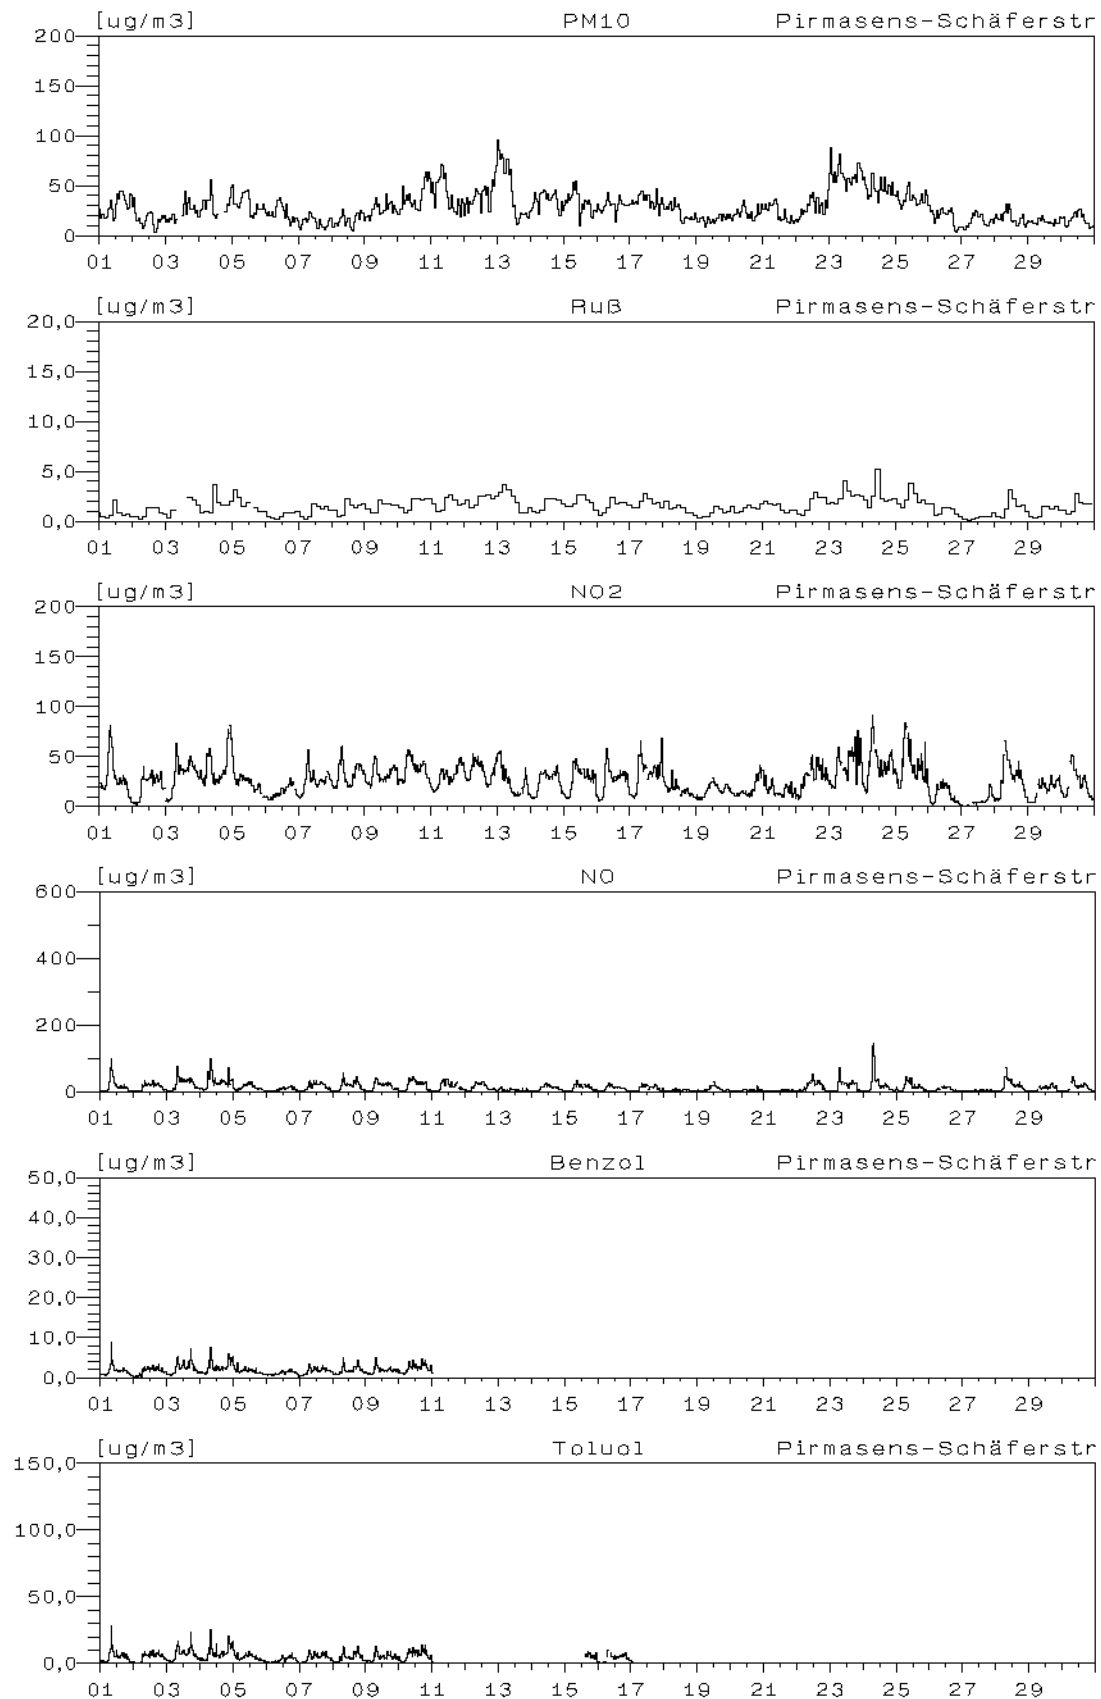 [ug/m3] PM10 Pirmasens-Schäferstr
200
150
100
50
0
01 03 05 07 09 11 13 15 17 19 21 23 25 27 29
[ug/m3] Ruß Pirmasens-Schäferstr
20,0
15,0
10,0
5,0
0,0
01 03 05 07 09 11 13 15 17 19 21 23 25 27 29
[ug/m3] NO2 Pirmasens-Schäferstr
200
150
100
50
0
01 03 05 07 09 11 13 15 17 19 21 23 25 27 29
[ug/m3] NO Pirmasens-Schäferstr
600
400
200
0
01 03 05 07 09 11 13 15 17 19 21 23 25 27 29
[ug/m3] Benzol Pirmasens-Schäferstr
50,0
40,0
30,0
20,0
10,0
0,0
01 03 05 07 09 11 13 15 17 19 21 23 25 27 29
[ug/m3] Toluol Pirmasens-Schäferstr
150,0
100,0
50,0
0,0
01 03 05 07 09 11 13 15 17 19 21 23 25 27 29